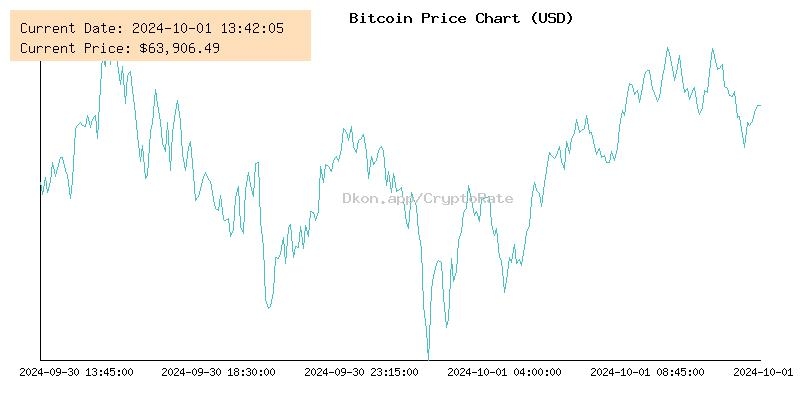 Bitcoin Price Chart (USD)
Current Date: 2024-10-01 13:42:05
Current Price: $63,906.49
Dkon.app/CryptoRate
2024-09-30 13:45:00 2024-09-30 18:30:00 2024-09-30 23:15:00 2024-10-01 04:00:00 2024-10-01 08:45:00 2024-10-01